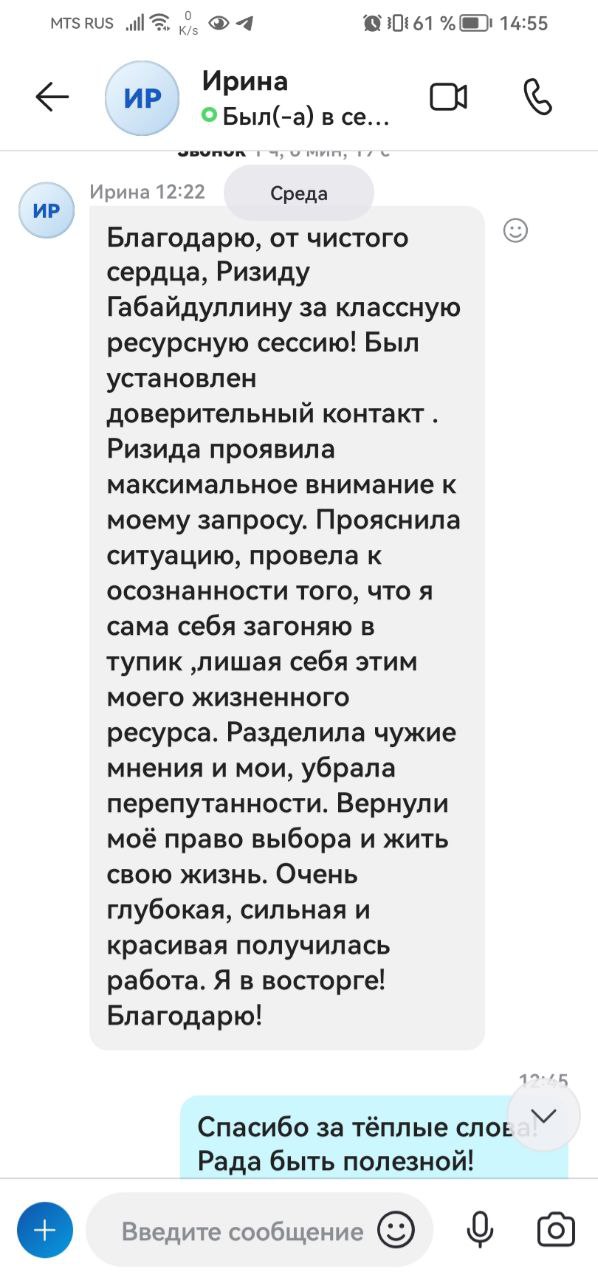 MTS RUS 0 K/s 61 % 14:55
ИР Ирина
Был(-а) в се...
Ирина 12:22
Среда
ИР
Благодарю, от чистого
сердца, Ризиду
Габайдуллину за классную
ресурсную сессию! Был
установлен
доверительный контакт .
Ризида проявила
максимальное внимание к
моему запросу. Прояснила
ситуацию, провела к
осознанности того, что я
сама себя загоняю в
тупик ,лишая себя этим
моего жизненного
ресурса. Разделила чужие
мнения и мои, убрала
перепутанности. Вернули
моё право выбора и жить
свою жизнь. Очень
глубокая, сильная и
красивая получилась
работа. Я в восторге!
Благодарю!
12:45
Спасибо за тёплые слова!
Рада быть полезной!
Введите сообщение